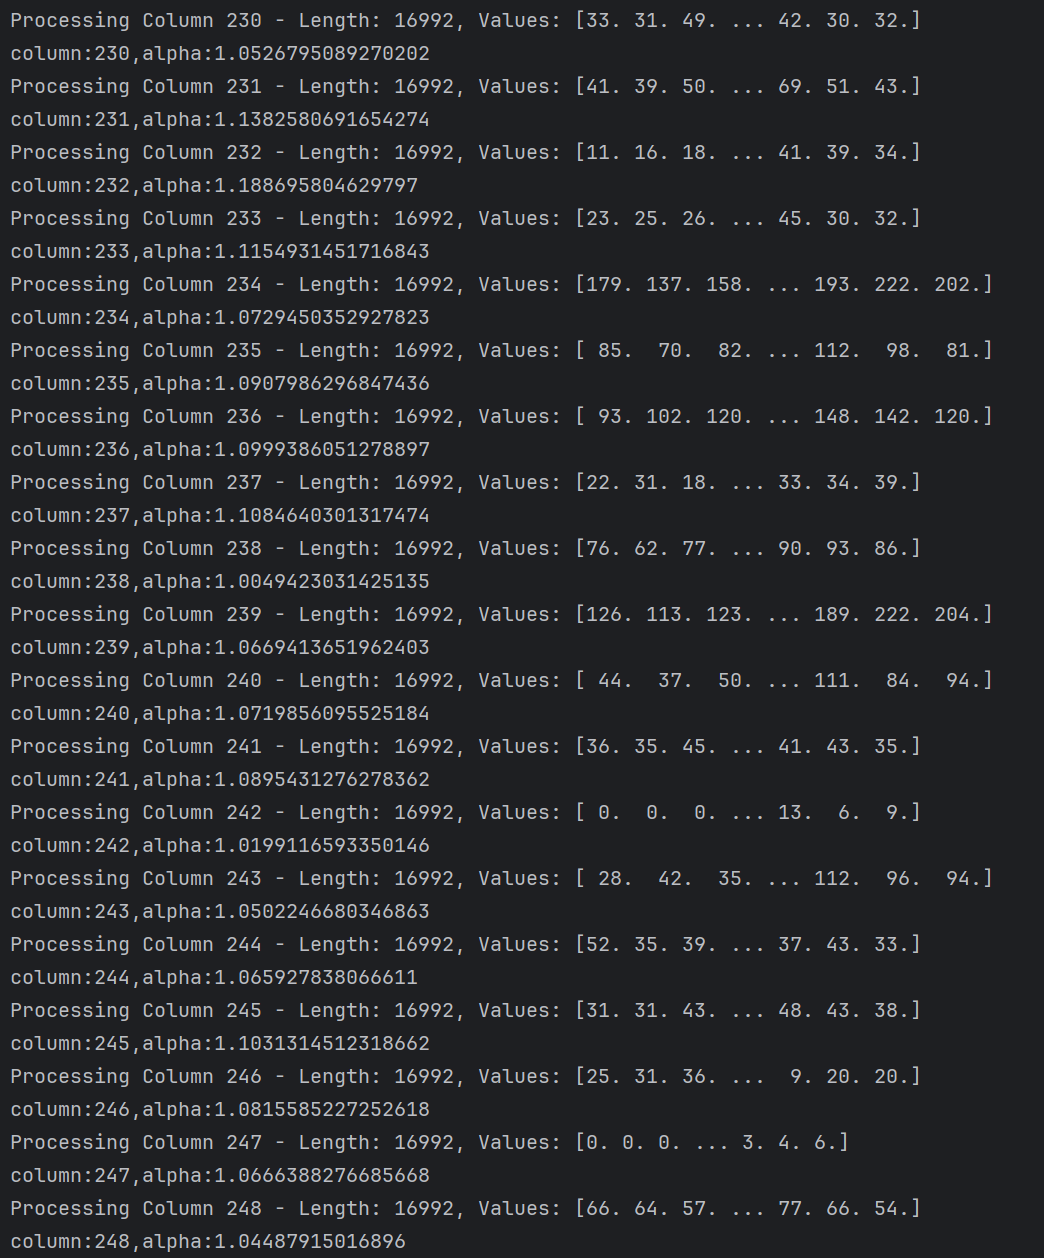 Processing Column 230 - Length: 16992, Values: [33. 31. 49. ... 42. 30. 32.]
column:230,alpha:1.0526795089270202
Processing Column 231 - Length: 16992, Values: [41. 39. 50. ... 69. 51. 43.]
column:231,alpha:1.1382580691654274
Processing Column 232 - Length: 16992, Values: [11. 16. 18. ... 41. 39. 34.]
column:232,alpha:1.188695804629797
Processing Column 233 - Length: 16992, Values: [23. 25. 26. ... 45. 30. 32.]
column:233,alpha:1.1154931451716843
Processing Column 234 - Length: 16992, Values: [179. 137. 158. ... 193. 222. 202.]
column:234,alpha:1.0729450352927823
Processing Column 235 - Length: 16992, Values: [ 85.  70.  82. ... 112.  98.  81.]
column:235,alpha:1.0907986296847436
Processing Column 236 - Length: 16992, Values: [ 93. 102. 120. ... 148. 142. 120.]
column:236,alpha:1.0999386051278897
Processing Column 237 - Length: 16992, Values: [22. 31. 18. ... 33. 34. 39.]
column:237,alpha:1.1084640301317474
Processing Column 238 - Length: 16992, Values: [76. 62. 77. ... 90. 93. 86.]
column:238,alpha:1.0049423031425135
Processing Column 239 - Length: 16992, Values: [126. 113. 123. ... 189. 222. 204.]
column:239,alpha:1.0669413651962403
Processing Column 240 - Length: 16992, Values: [ 44.  37.  50. ... 111.  84.  94.]
column:240,alpha:1.0719856095525184
Processing Column 241 - Length: 16992, Values: [36. 35. 45. ... 41. 43. 35.]
column:241,alpha:1.0895431276278362
Processing Column 242 - Length: 16992, Values: [ 0.  0.  0. ... 13.  6.  9.]
column:242,alpha:1.0199116593350146
Processing Column 243 - Length: 16992, Values: [ 28.  42.  35. ... 112.  96.  94.]
column:243,alpha:1.0502246680346863
Processing Column 244 - Length: 16992, Values: [52. 35. 39. ... 37. 43. 33.]
column:244,alpha:1.065927838066611
Processing Column 245 - Length: 16992, Values: [31. 31. 43. ... 48. 43. 38.]
column:245,alpha:1.1031314512318662
Processing Column 246 - Length: 16992, Values: [25. 31. 36. ...  9. 20. 20.]
column:246,alpha:1.0815585227252618
Processing Column 247 - Length: 16992, Values: [0. 0. 0. ... 3. 4. 6.]
column:247,alpha:1.0666388276685668
Processing Column 248 - Length: 16992, Values: [66. 64. 57. ... 77. 66. 54.]
column:248,alpha:1.04487915016896